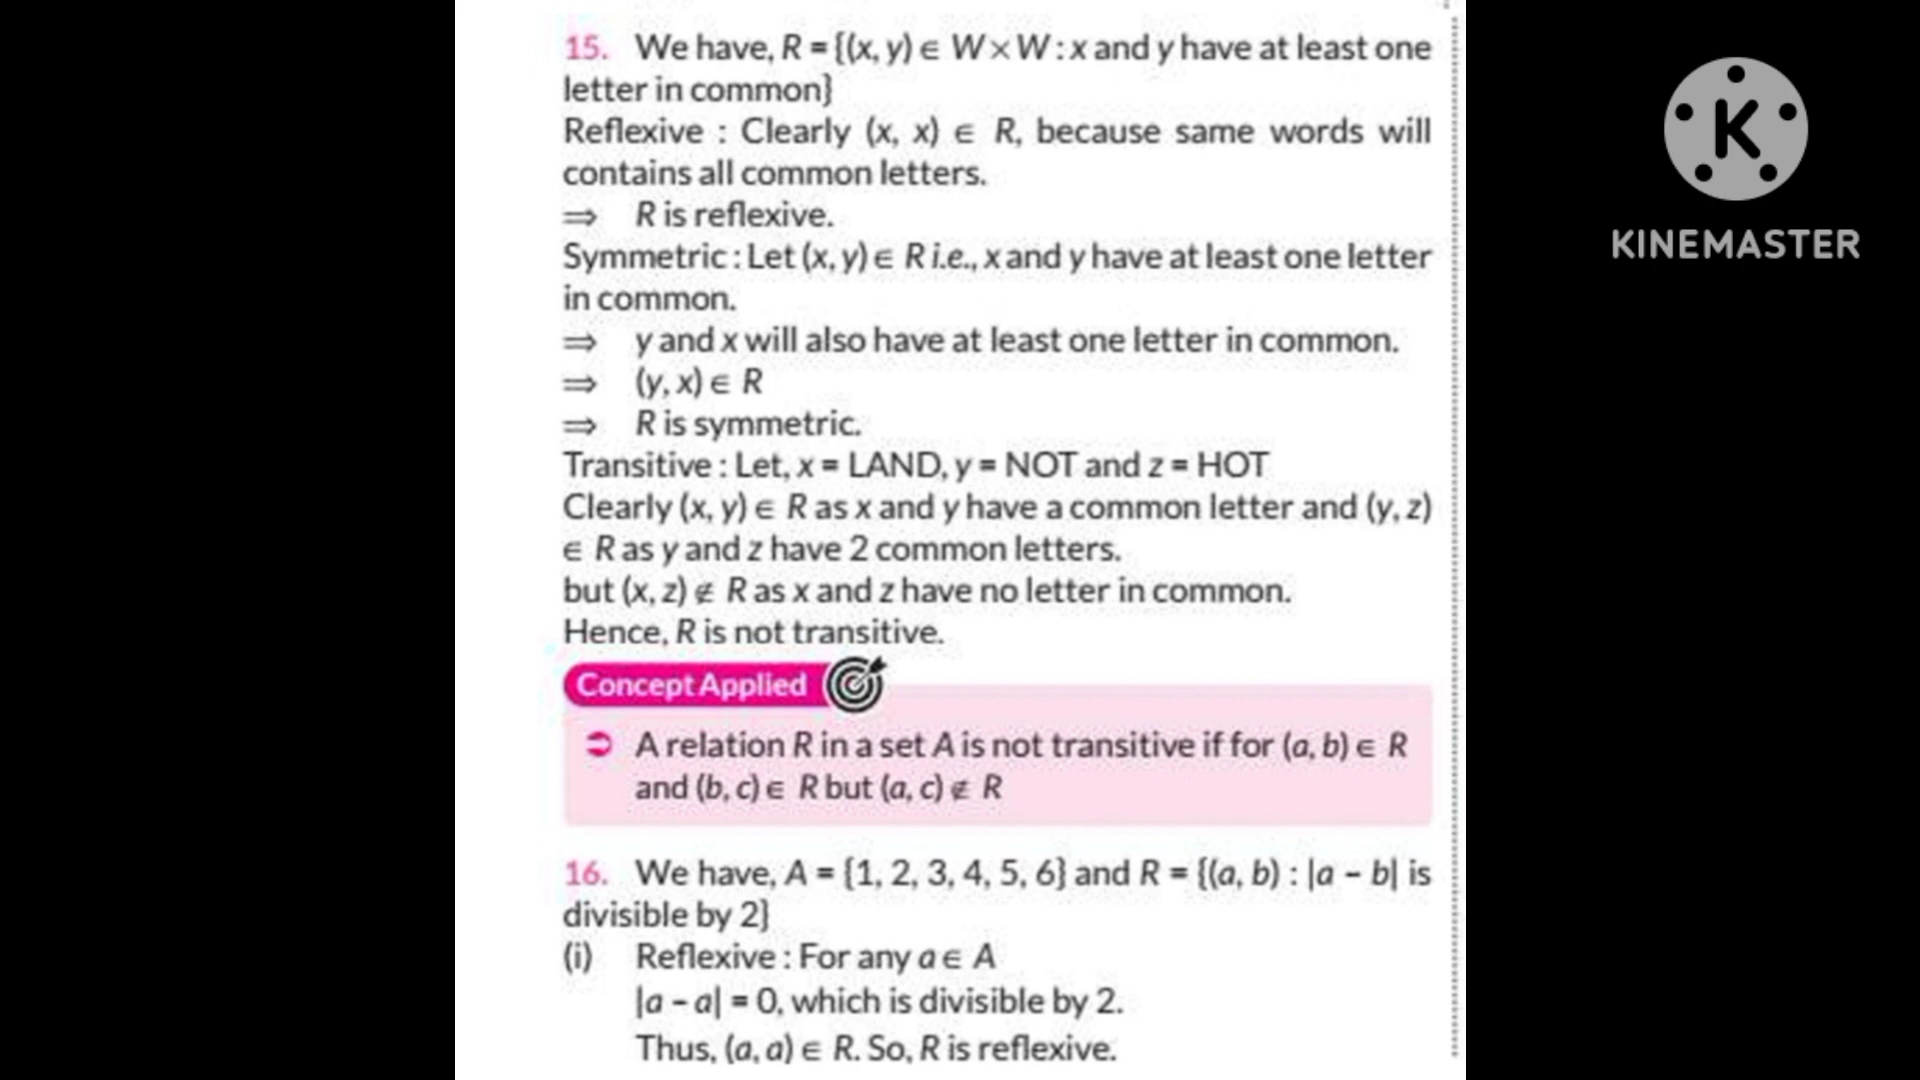 15. We have, R = {(x, y) ∈ W × W : x and y have at least one
letter in common}
Reflexive : Clearly (x, x) ∈ R, because same words will
contains all common letters.
⇒ R is reflexive.
Symmetric : Let (x, y) ∈ R i.e., x and y have at least one letter
in common.
⇒ y and x will also have at least one letter in common.
⇒ (y, x) ∈ R
⇒ R is symmetric.
Transitive : Let, x = LAND, y = NOT and z = HOT
Clearly (x, y) ∈ R as x and y have a common letter and (y, z)
∈ R as y and z have 2 common letters.
but (x, z) ∉ R as x and z have no letter in common.
Hence, R is not transitive.
Concept Applied
⊃ A relation R in a set A is not transitive if for (a, b) ∈ R
and (b, c) ∈ R but (a, c) ∉ R
16. We have, A = {1, 2, 3, 4, 5, 6} and R = {(a, b) : |a – b| is
divisible by 2}
(i) Reflexive : For any a ∈ A
|a – a| = 0, which is divisible by 2.
Thus, (a, a) ∈ R. So, R is reflexive.
K
KINEMASTER